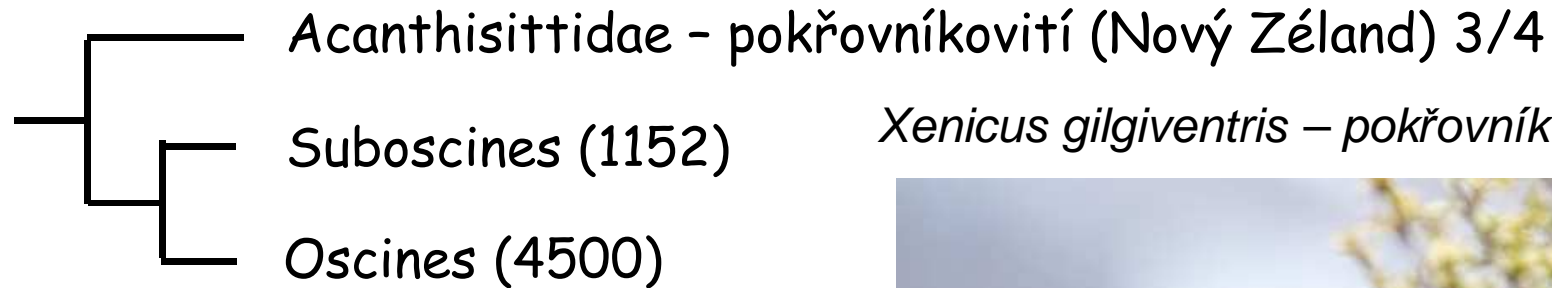 Acanthisittidae – pokřovníkovití (Nový Zéland) 3/4
Xenicus gilgiventris – pokřovník
Suboscines (1152)
Oscines (4500)